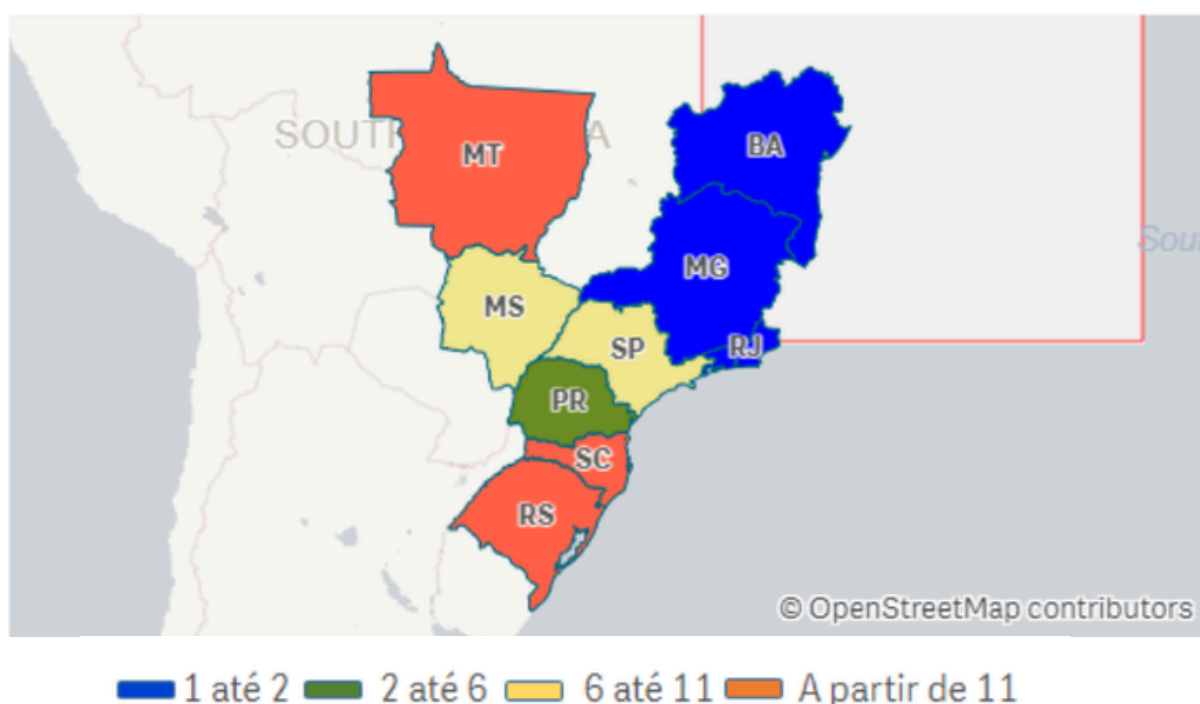 SOUTH A
MT
BA
MG
MS
SP
RJ
PR
SC
RS
Sou
© OpenStreetMap contributors
1 até 2 2 até 6 6 até 11 A partir de 11